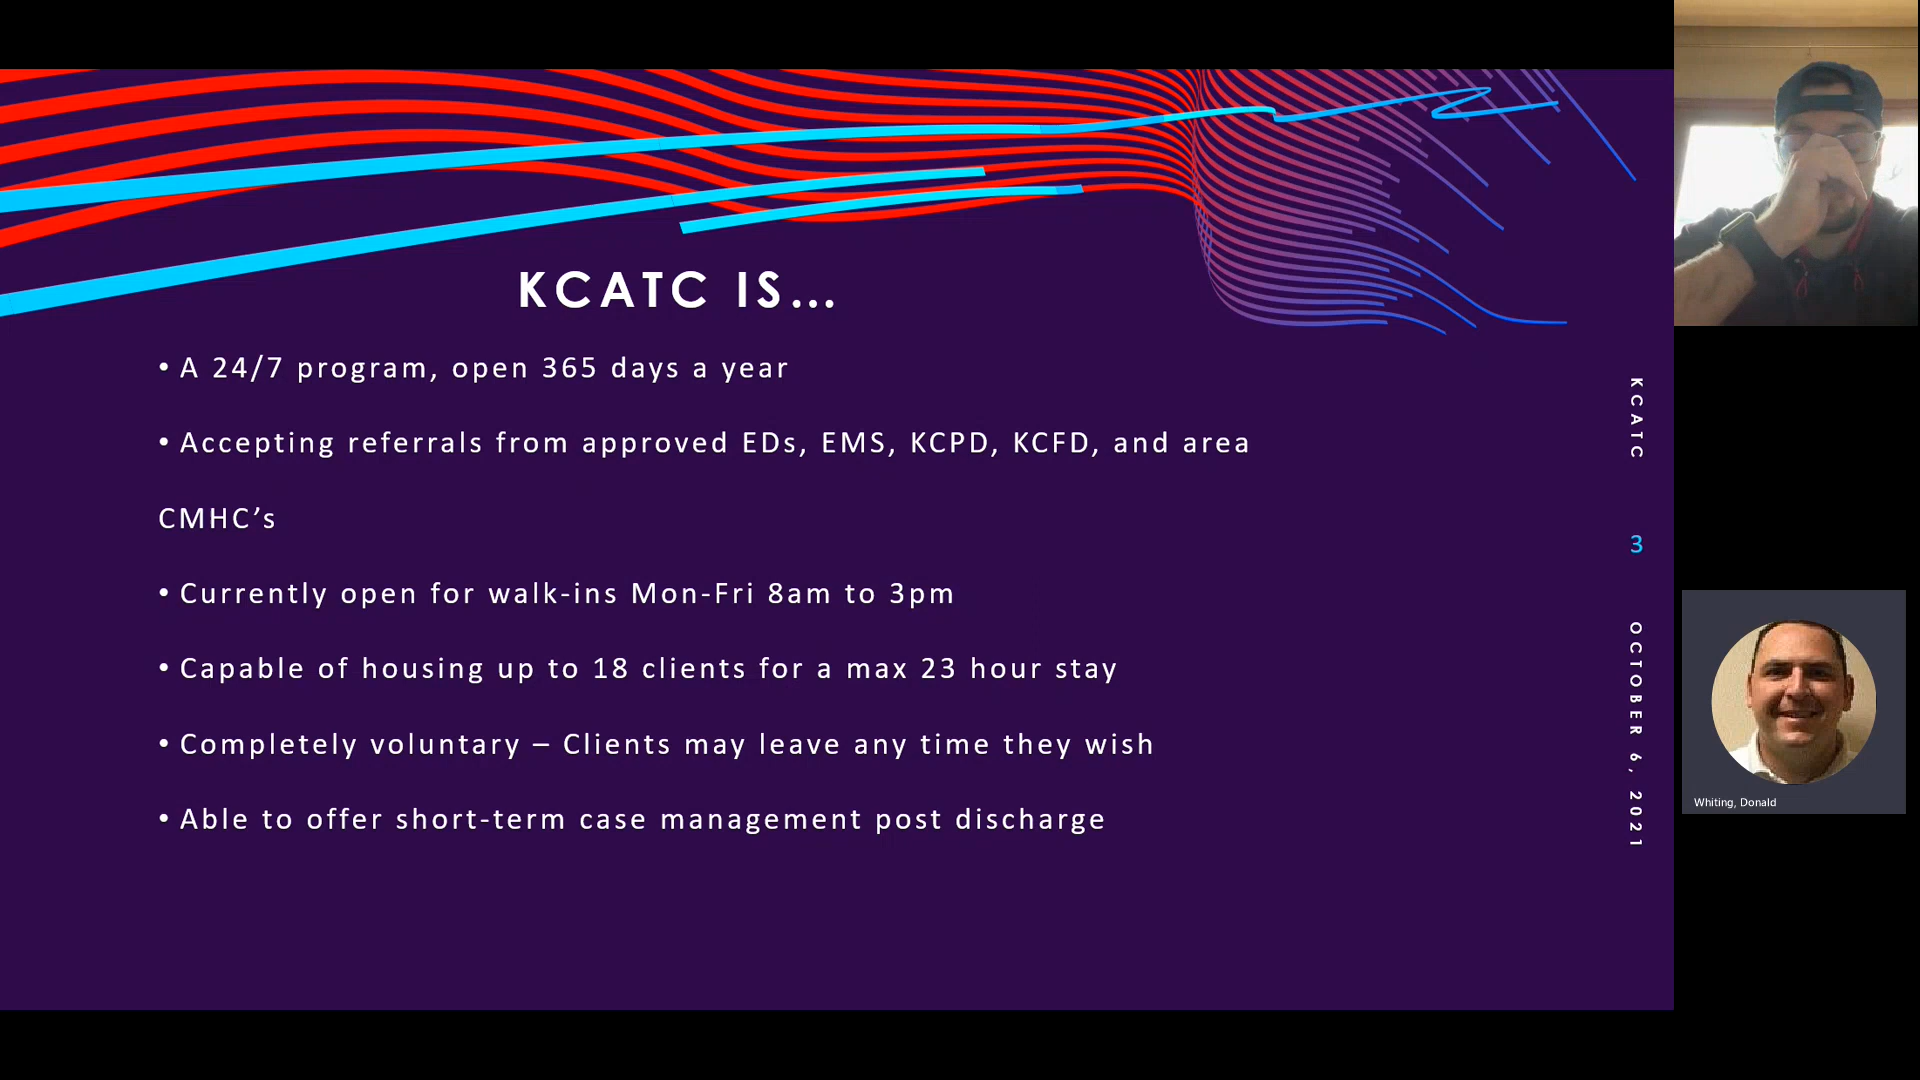 KCATC IS...
• A 24/7 program, open 365 days a year
• Accepting referrals from approved EDs, EMS, KCPD, KCFD, and area
CMHC’s
• Currently open for walk-ins Mon-Fri 8am to 3pm
• Capable of housing up to 18 clients for a max 23 hour stay
• Completely voluntary – Clients may leave any time they wish
• Able to offer short-term case management post discharge
KCATC
3
OCTOBER 6, 2021
Whiting, Donald